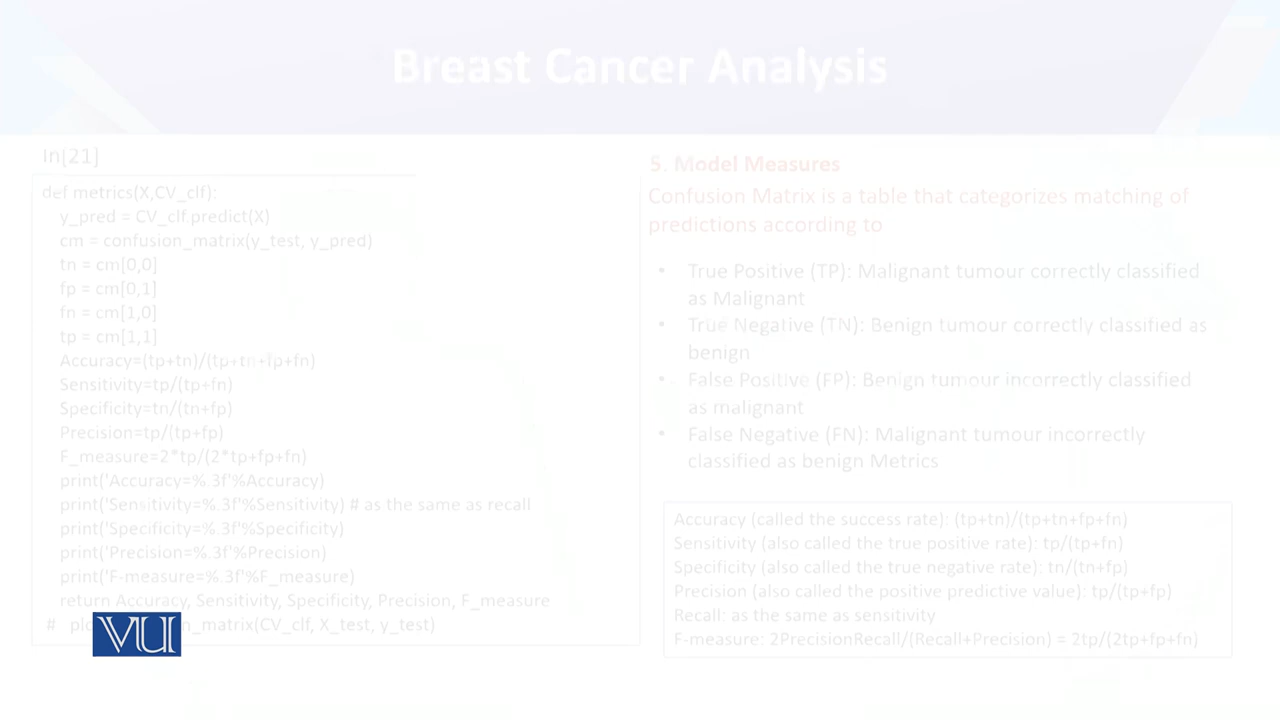 Breast Cancer Analysis
In[21]
def metrics(X,CV_clf):
y_pred = CV_clf.predict(X)
cm = confusion_matrix(y_test, y_pred)
tn = cm[0,0]
fp = cm[0,1]
fn = cm[1,0]
tp = cm[1,1]
Accuracy=(tp+tn)/(tp+tn+fp+fn)
Sensitivity=tp/(tp+fn)
Specificity=tn/(tn+fp)
Precision=tp/(tp+fp)
F_measure=2*tp/(2*tp+fp+fn)
print('Accuracy=%.3f'%Accuracy)
print('Sensitivity=%.3f'%Sensitivity) # as the same as recall
print('Specificity=%.3f'%Specificity)
print('Precision=%.3f'%Precision)
print('F-measure=%.3f'%F_measure)
return Accuracy, Sensitivity, Specificity, Precision, F_measure
# n_matrix(CV_clf, X_test, y_test)
VU
5. Model Measures
Confusion Matrix is a table that categorizes matching of
predictions according to
• True Positive (TP): Malignant tumour correctly classified
as Malignant
• True Negative (TN): Benign tumour correctly classified as
benign
• False Positive (FP): Benign tumour incorrectly classified
as malignant
• False Negative (FN): Malignant tumour incorrectly
classified as benign Metrics
Accuracy (called the success rate): (tp+tn)/(tp+tn+fp+fn)
Sensitivity (also called the true positive rate): tp/(tp+fn)
Specificity (also called the true negative rate): tn/(tn+fp)
Precision (also called the positive predictive value): tp/(tp+fp)
Recall: as the same as sensitivity
F-measure: 2PrecisionRecall/(Recall+Precision) = 2tp/(2tp+fp+fn)